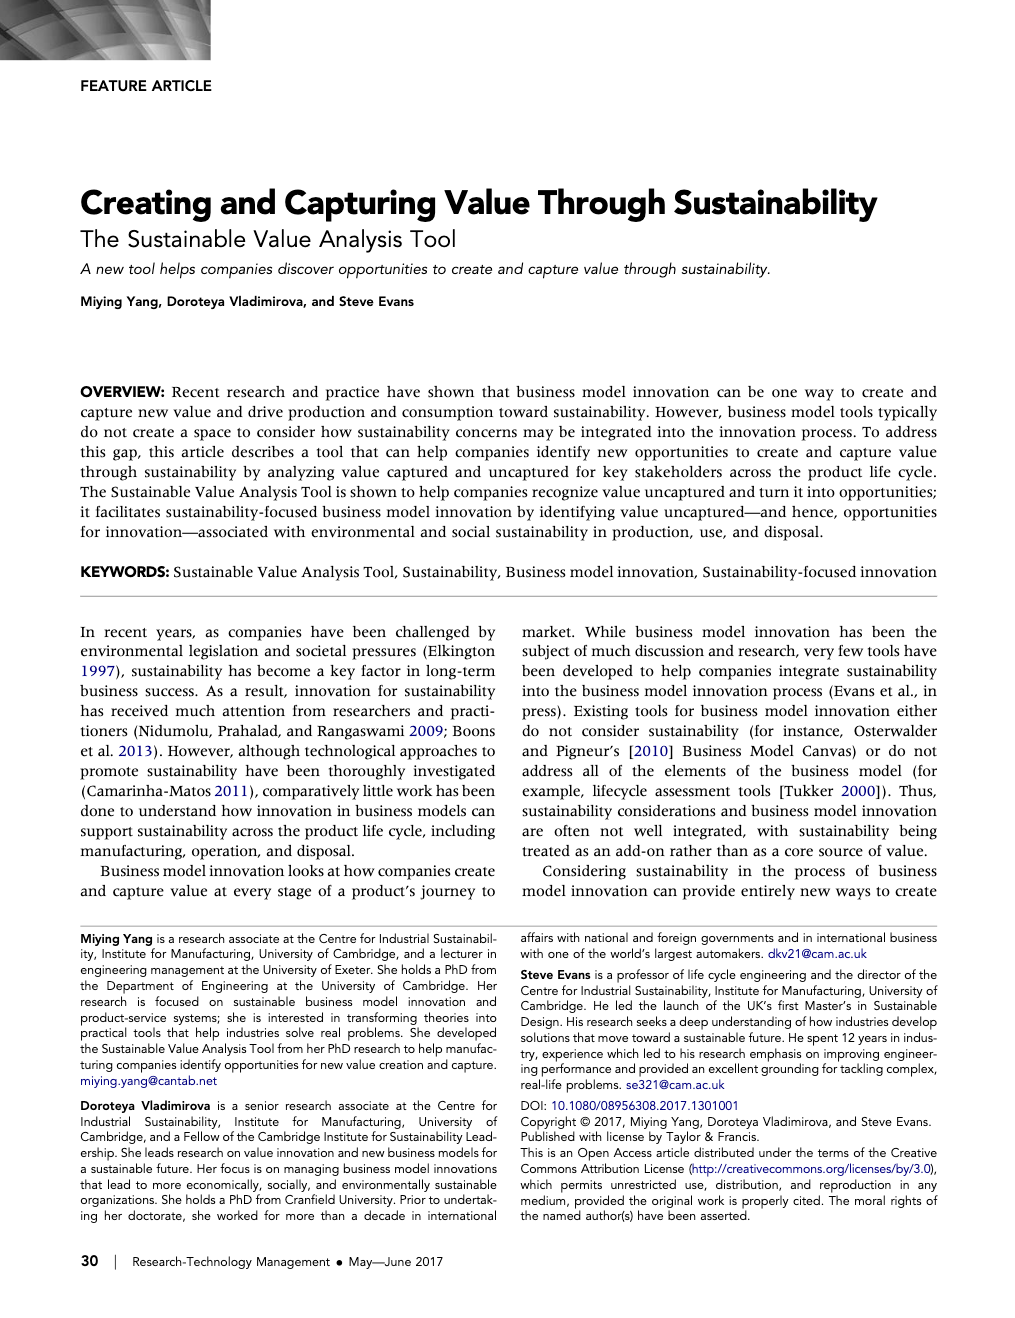 FEATURE ARTICLE
Creating and Capturing Value Through Sustainability
The Sustainable Value Analysis Tool
A new tool helps companies discover opportunities to create and capture value through sustainability.
Miying Yang, Doroteya Vladimirova, and Steve Evans
OVERVIEW: Recent research and practice have shown that business model innovation can be one way to create and
capture new value and drive production and consumption toward sustainability. However, business model tools typically
do not create a space to consider how sustainability concerns may be integrated into the innovation process. To address
this gap, this article describes a tool that can help companies identify new opportunities to create and capture value
through sustainability by analyzing value captured and uncaptured for key stakeholders across the product life cycle.
The Sustainable Value Analysis Tool is shown to help companies recognize value uncaptured and turn it into opportunities;
it facilitates sustainability-focused business model innovation by identifying value uncaptured—and hence, opportunities
for innovation—associated with environmental and social sustainability in production, use, and disposal.
KEYWORDS: Sustainable Value Analysis Tool, Sustainability, Business model innovation, Sustainability-focused innovation
In recent years, as companies have been challenged by
environmental legislation and societal pressures (Elkington
1997), sustainability has become a key factor in long-term
business success. As a result, innovation for sustainability
has received much attention from researchers and practi-
tioners (Nidumolu, Prahalad, and Rangaswami 2009; Boons
et al. 2013). However, although technological approaches to
promote sustainability have been thoroughly investigated
(Camarinha-Matos 2011), comparatively little work has been
done to understand how innovation in business models can
support sustainability across the product life cycle, including
manufacturing, operation, and disposal.
Business model innovation looks at how companies create
and capture value at every stage of a product's journey to
market. While business model innovation has been the
subject of much discussion and research, very few tools have
been developed to help companies integrate sustainability
into the business model innovation process (Evans et al., in
press). Existing tools for business model innovation either
do not consider sustainability (for instance, Osterwalder
and Pigneur's [2010] Business Model Canvas) or do not
address all of the elements of the business model (for
example, lifecycle assessment tools [Tukker 2000]). Thus,
sustainability considerations and business model innovation
are often not well integrated, with sustainability being
treated as an add-on rather than as a core source of value.
Considering sustainability in the process of business
model innovation can provide entirely new ways to create
Miying Yang is a research associate at the Centre for Industrial Sustainabil-
ity, Institute for Manufacturing, University of Cambridge, and a lecturer in
engineering management at the University of Exeter. She holds a PhD from
the Department of Engineering at the University of Cambridge. Her
research is focused on sustainable business model innovation and
product-service systems; she is interested in transforming theories into
practical tools that help industries solve real problems. She developed
the Sustainable Value Analysis Tool from her PhD research to help manufac-
turing companies identify opportunities for new value creation and capture.
miying.yang@cantab.net
Doroteya Vladimirova is a senior research associate at the Centre for
Industrial Sustainability, Institute for Manufacturing, University of
Cambridge, and a Fellow of the Cambridge Institute for Sustainability Lead-
ership. She leads research on value innovation and new business models for
a sustainable future. Her focus is on managing business model innovations
that lead to more economically, socially, and environmentally sustainable
organizations. She holds a PhD from Cranfield University. Prior to undertak-
ing her doctorate, she worked for more than a decade in international
affairs with national and foreign governments and in international business
with one of the world's largest automakers. dkv21@cam.ac.uk
Steve Evans is a professor of life cycle engineering and the director of the
Centre for Industrial Sustainability, Institute for Manufacturing, University of
Cambridge. He led the launch of the UK's first Master's in Sustainable
Design. His research seeks a deep understanding of how industries develop
solutions that move toward a sustainable future. He spent 12 years in indus-
try, experience which led to his research emphasis on improving engineer-
ing performance and provided an excellent grounding for tackling complex,
real-life problems. se321@cam.ac.uk
DOI: 10.1080/08956308.2017.1301001
Copyright © 2017, Miying Yang, Doroteya Vladimirova, and Steve Evans.
Published with license by Taylor & Francis.
This is an Open Access article distributed under the terms of the Creative
Commons Attribution License (http://creativecommons.org/licenses/by/3.0),
which permits unrestricted use, distribution, and reproduction in any
medium, provided the original work is properly cited. The moral rights of
the named author(s) have been asserted.
30 | Research-Technology Management • May—June 2017